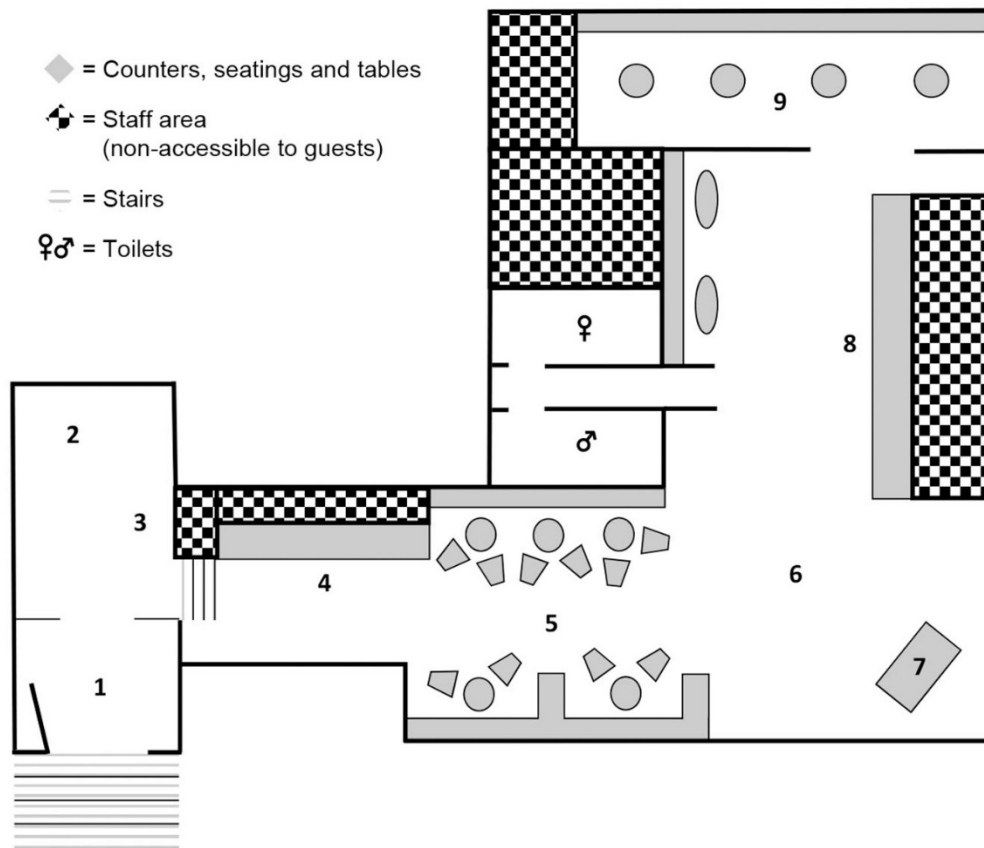 = Counters, seatings and tables
= Staff area
(non-accessible to guests)
= Stairs
♀♂ = Toilets
9
♀
8
2
♂
3
6
4
5
7
1